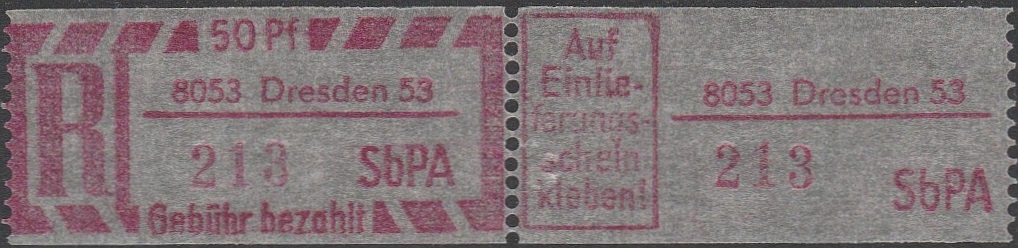 50 Pf
R
8053 Dresden 53
213 SbPA
Gebühr bezahlt
Auf
Einlie-
ferungs-
schein
kleben!
8053 Dresden 53
213
SbPA